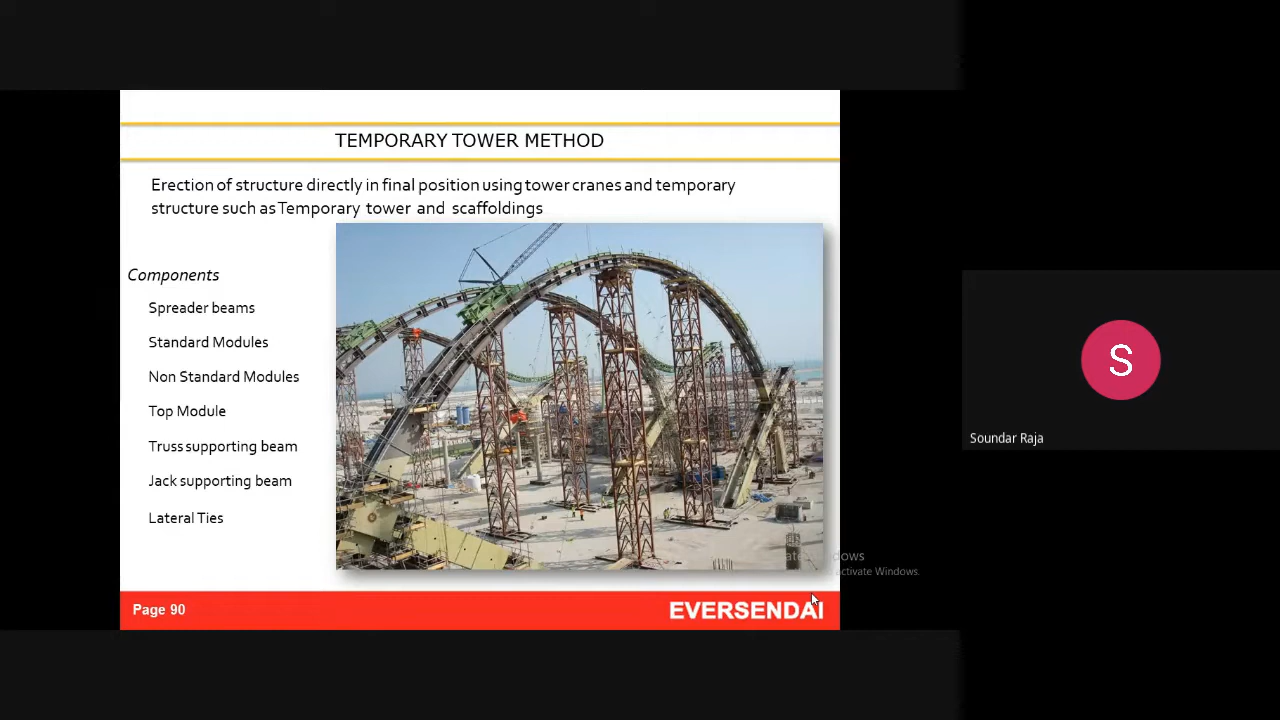 TEMPORARY TOWER METHOD
Erection of structure directly in final position using tower cranes and temporary
structure such as Temporary tower and scaffoldings
Components
Spreader beams
Standard Modules
Non Standard Modules
Top Module
Truss supporting beam
Jack supporting beam
Lateral Ties
Page 90
EVERSENDAI
activate Windows.
S
Soundar Raja